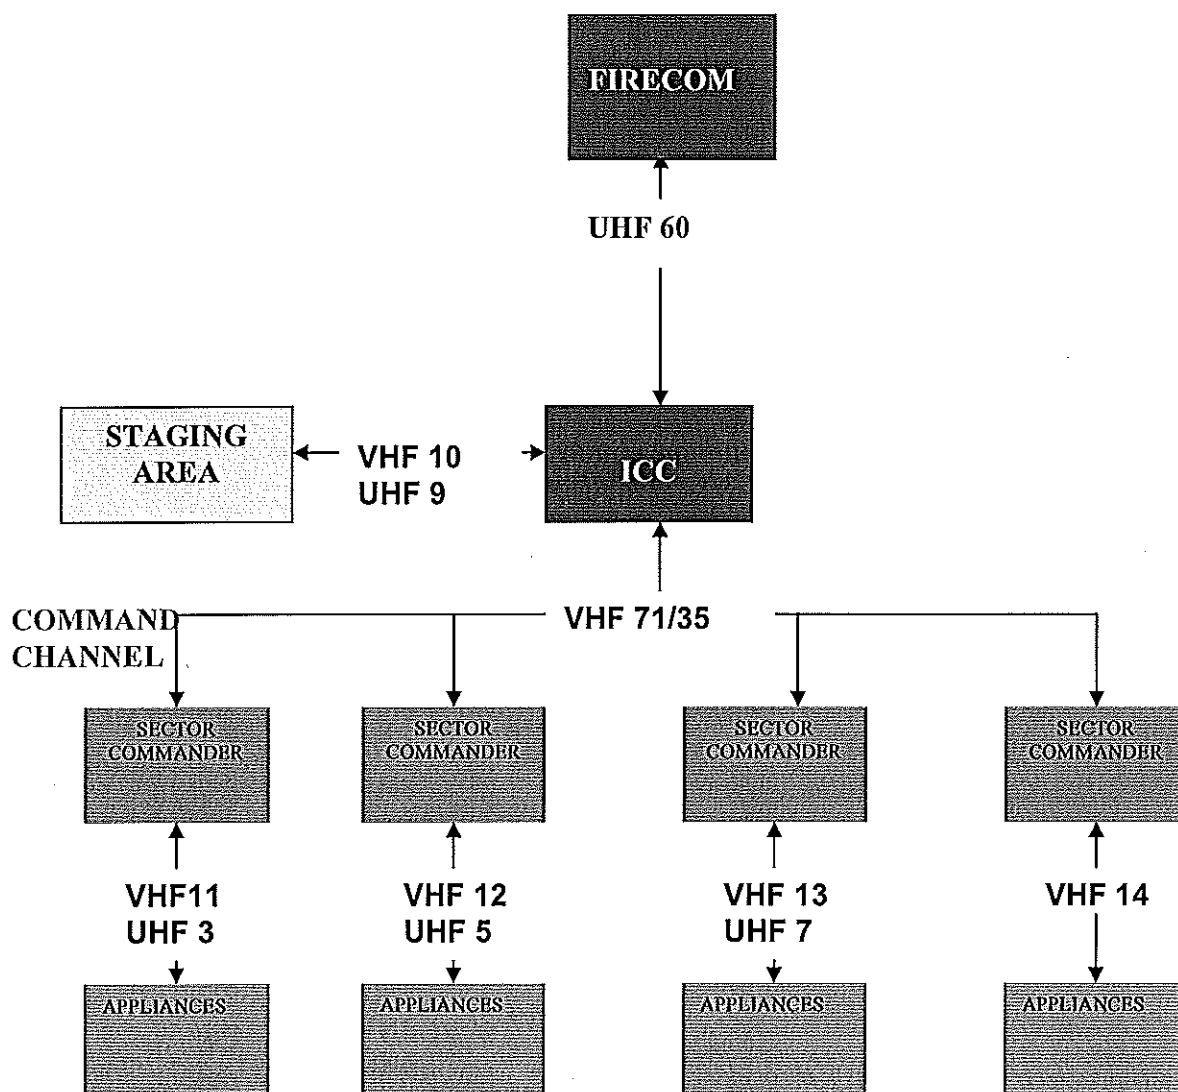 FIRECOM
UHF 60
STAGING
AREA
VHF 10
UHF 9
ICC
VHF 71/35
COMMAND
CHANNEL
SECTOR
COMMANDER
SECTOR
COMMANDER
SECTOR
COMMANDER
SECTOR
COMMANDER
VHF11
UHF 3
VHF 12
UHF 5
VHF 13
UHF 7
VHF 14
APPLIANCES
APPLIANCES
APPLIANCES
APPLIANCES